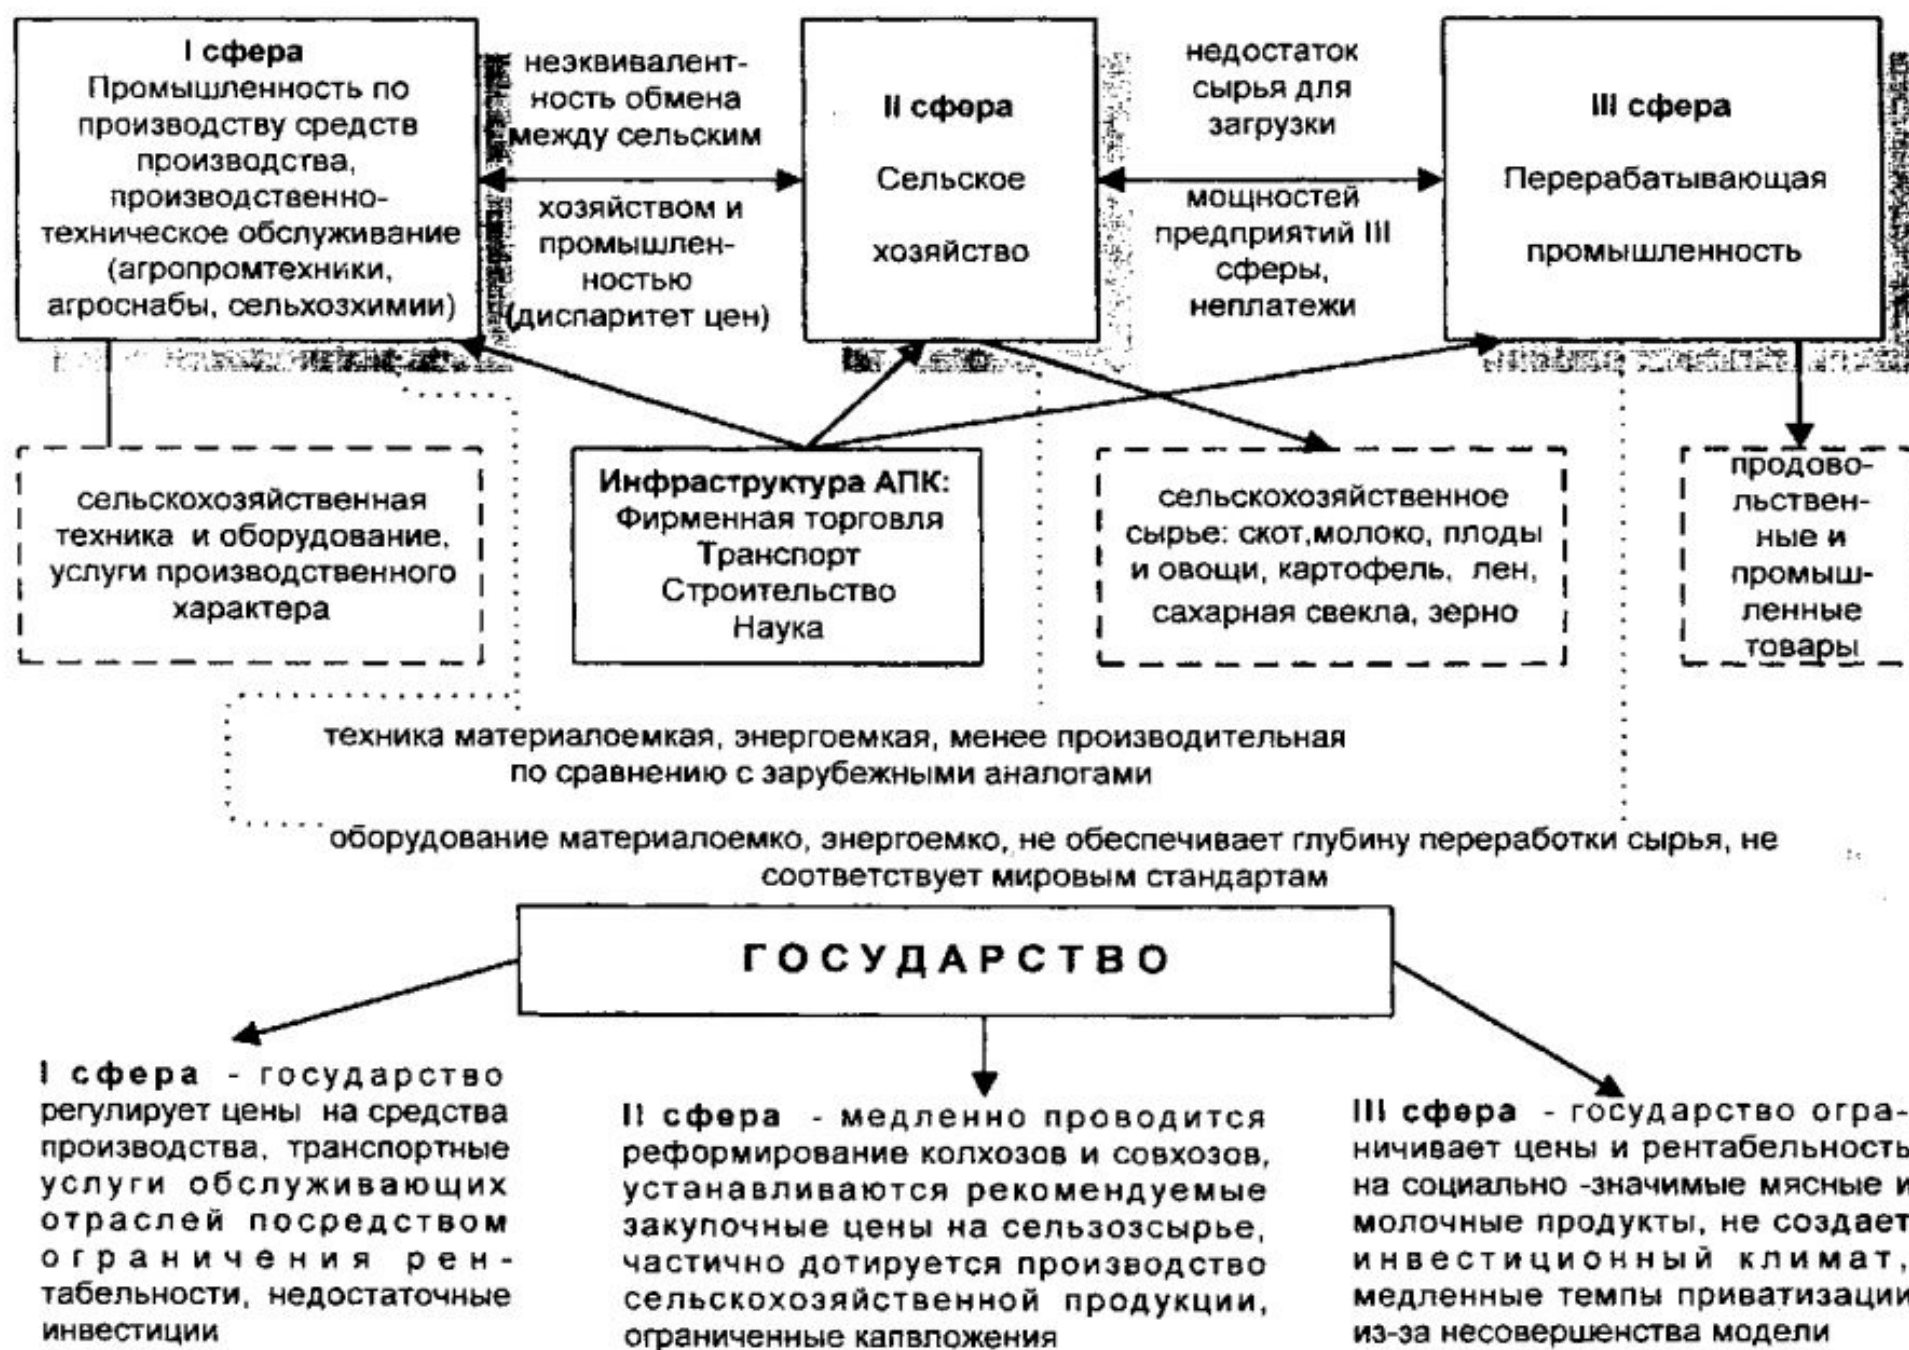 I сфера
Промышленность по
производству средств
производства,
производственно-
техническое обслуживание
(агропромтехники,
агроснабы, сельхозхимии)
неэквивалент-
ность обмена
между сельским
хозяйством и
промышлен-
ностью
(диспаритет цен)
II сфера
Сельское
хозяйство
недостаток
сырья для
загрузки
мощностей
предприятий III
сферы,
неплатежи
III сфера
Перерабатывающая
промышленность
сельскохозяйственная
техника и оборудование,
услуги производственного
характера
Инфраструктура АПК:
Фирменная торговля
Транспорт
Строительство
Наука
сельскохозяйственное
сырье: скот,молоко, плоды
и овощи, картофель, лен,
сахарная свекла, зерно
продово-
льствен-
ные и
промыш-
ленные
товары
техника материалоемкая, энергоемкая, менее производительная
по сравнению с зарубежными аналогами
оборудование материалоемко, энергоемко, не обеспечивает глубину переработки сырья, не
соответствует мировым стандартам
ГОСУДАРСТВО
I сфера - государство
регулирует цены на средства
производства, транспортные
услуги обслуживающих
отраслей посредством
ограничения рен-
табельности, недостаточные
инвестиции
II сфера - медленно проводится
реформирование колхозов и совхозов,
устанавливаются рекомендуемые
закупочные цены на сельзозсырье,
частично дотируется производство
сельскохозяйственной продукции,
ограниченные капвложения
III сфера - государство огра-
ничивает цены и рентабельность
на социально -значимые мясные и
молочные продукты, не создает
инвестиционный климат,
медленные темпы приватизации
из-за несовершенства модели